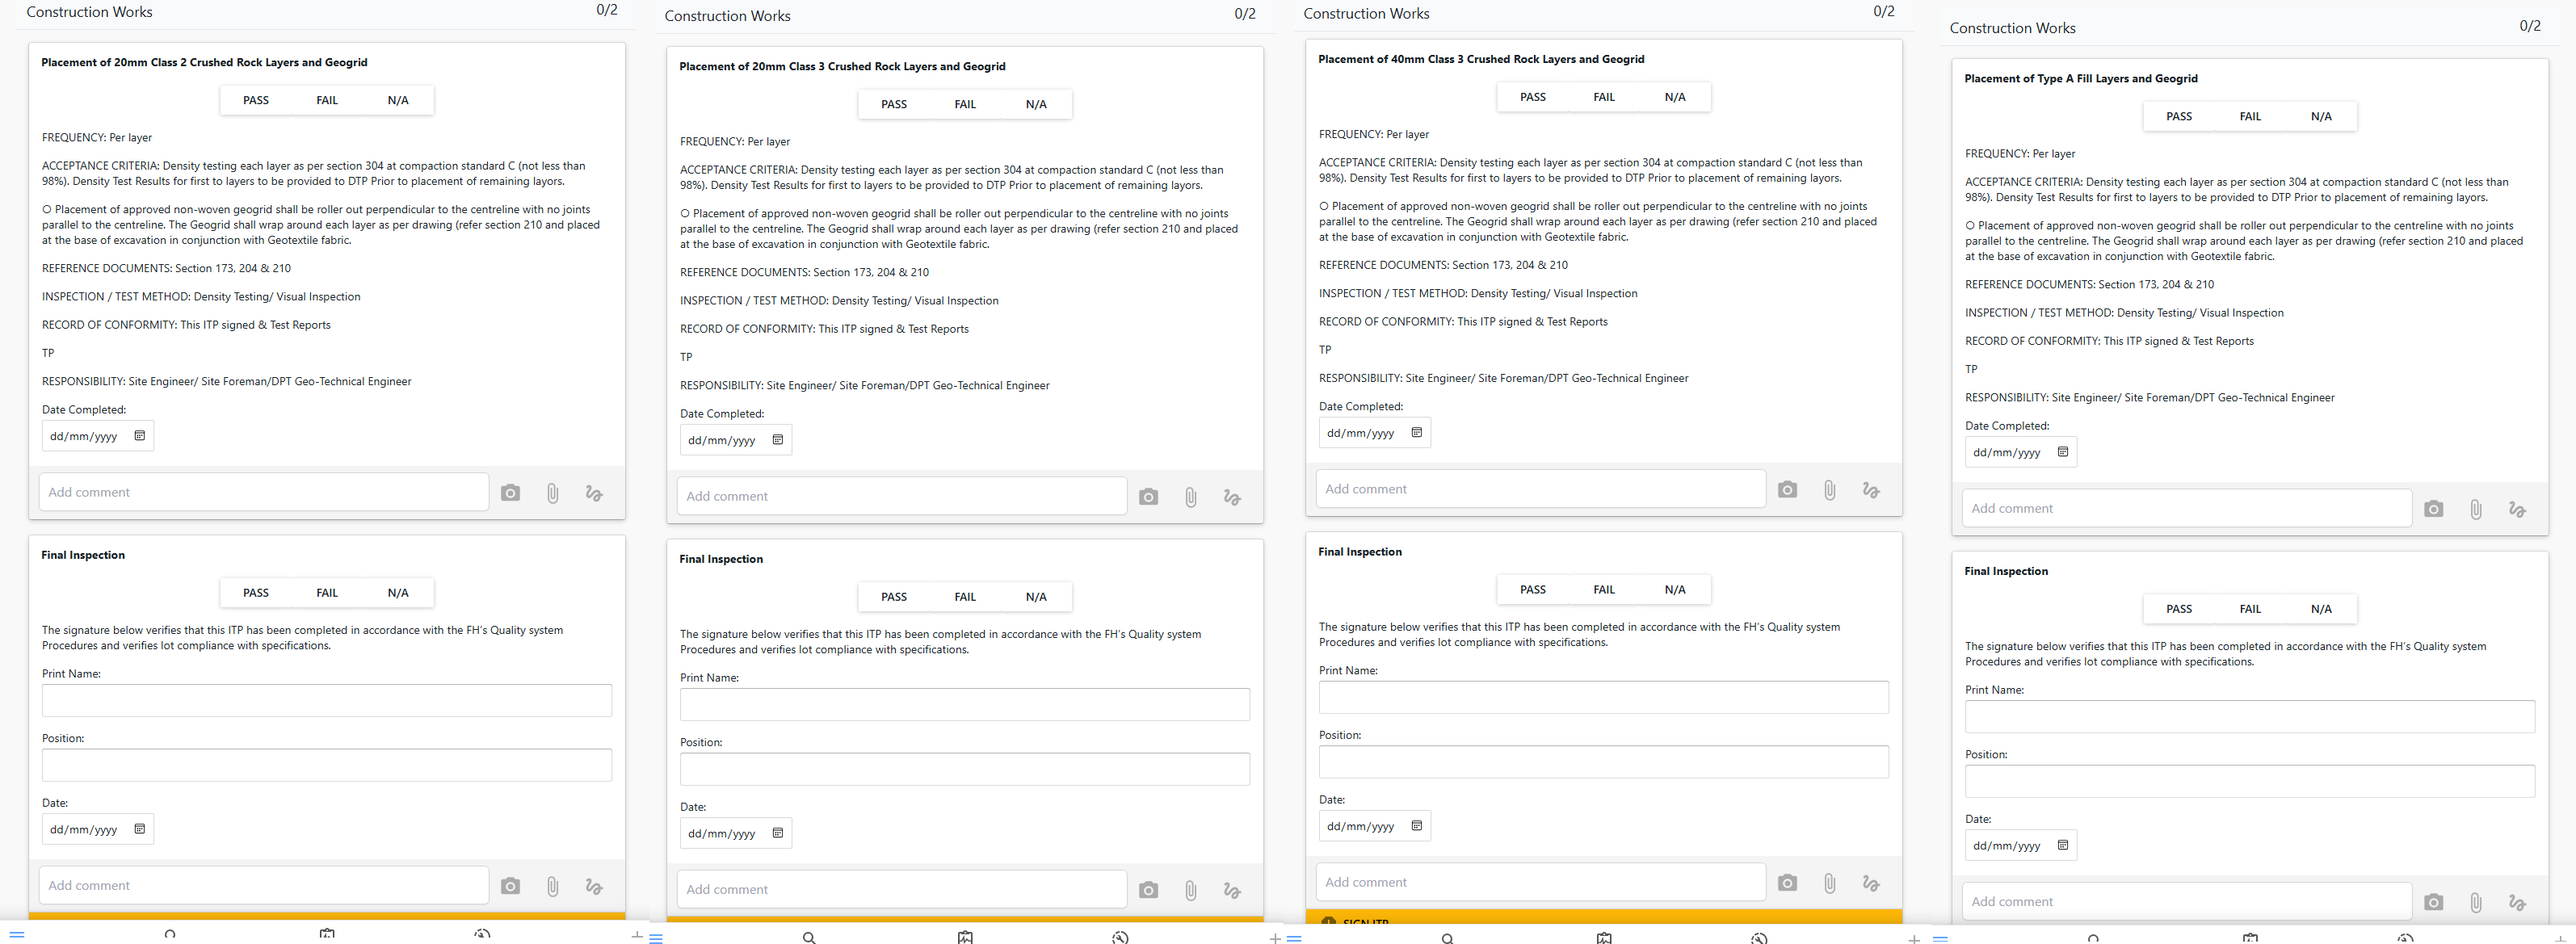 Construction Works 0/2
Placement of 20mm Class 2 Crushed Rock Layers and Geogrid
PASS FAIL N/A
FREQUENCY: Per layer
ACCEPTANCE CRITERIA: Density testing each layer as per section 304 at compaction standard C (not less than
98%). Density Test Results for first to layers to be provided to DTP Prior to placement of remaining layers.
O Placement of approved non-woven geogrid shall be roller out perpendicular to the centreline with no joints
parallel to the centreline. The Geogrid shall wrap around each layer as per drawing (refer section 210 and placed
at the base of excavation in conjunction with Geotextile fabric.
REFERENCE DOCUMENTS: Section 173, 204 & 210
INSPECTION / TEST METHOD: Density Testing/ Visual Inspection
RECORD OF CONFORMITY: This ITP signed & Test Reports
TP
RESPONSIBILITY: Site Engineer/ Site Foreman/DPT Geo-Technical Engineer
Date Completed:
dd/mm/yyyy
Add comment
Final Inspection
PASS FAIL N/A
The signature below verifies that this ITP has been completed in accordance with the FH's Quality system
Procedures and verifies lot compliance with specifications.
Print Name:
Position:
Date:
dd/mm/yyyy
Add comment
Construction Works 0/2
Placement of 20mm Class 3 Crushed Rock Layers and Geogrid
PASS FAIL N/A
FREQUENCY: Per layer
ACCEPTANCE CRITERIA: Density testing each layer as per section 304 at compaction standard C (not less than
98%). Density Test Results for first to layers to be provided to DTP Prior to placement of remaining layers.
O Placement of approved non-woven geogrid shall be roller out perpendicular to the centreline with no joints
parallel to the centreline. The Geogrid shall wrap around each layer as per drawing (refer section 210 and placed
at the base of excavation in conjunction with Geotextile fabric.
REFERENCE DOCUMENTS: Section 173, 204 & 210
INSPECTION / TEST METHOD: Density Testing/ Visual Inspection
RECORD OF CONFORMITY: This ITP signed & Test Reports
TP
RESPONSIBILITY: Site Engineer/ Site Foreman/DPT Geo-Technical Engineer
Date Completed:
dd/mm/yyyy
Add comment
Final Inspection
PASS FAIL N/A
The signature below verifies that this ITP has been completed in accordance with the FH's Quality system
Procedures and verifies lot compliance with specifications.
Print Name:
Position:
Date:
dd/mm/yyyy
Add comment
Construction Works 0/2
Placement of 40mm Class 3 Crushed Rock Layers and Geogrid
PASS FAIL N/A
FREQUENCY: Per layer
ACCEPTANCE CRITERIA: Density testing each layer as per section 304 at compaction standard C (not less than
98%). Density Test Results for first to layers to be provided to DTP Prior to placement of remaining layers.
O Placement of approved non-woven geogrid shall be roller out perpendicular to the centreline with no joints
parallel to the centreline. The Geogrid shall wrap around each layer as per drawing (refer section 210 and placed
at the base of excavation in conjunction with Geotextile fabric.
REFERENCE DOCUMENTS: Section 173, 204 & 210
INSPECTION / TEST METHOD: Density Testing/ Visual Inspection
RECORD OF CONFORMITY: This ITP signed & Test Reports
TP
RESPONSIBILITY: Site Engineer/ Site Foreman/DPT Geo-Technical Engineer
Date Completed:
dd/mm/yyyy
Add comment
Final Inspection
PASS FAIL N/A
The signature below verifies that this ITP has been completed in accordance with the FH's Quality system
Procedures and verifies lot compliance with specifications.
Print Name:
Position:
Date:
dd/mm/yyyy
Add comment
SIGN ITP
Construction Works 0/2
Placement of Type A Fill Layers and Geogrid
PASS FAIL N/A
FREQUENCY: Per layer
ACCEPTANCE CRITERIA: Density testing each layer as per section 304 at compaction standard C (not less than
98%). Density Test Results for first to layers to be provided to DTP Prior to placement of remaining layers.
O Placement of approved non-woven geogrid shall be roller out perpendicular to the centreline with no joints
parallel to the centreline. The Geogrid shall wrap around each layer as per drawing (refer section 210 and placed
at the base of excavation in conjunction with Geotextile fabric.
REFERENCE DOCUMENTS: Section 173, 204 & 210
INSPECTION / TEST METHOD: Density Testing/ Visual Inspection
RECORD OF CONFORMITY: This ITP signed & Test Reports
TP
RESPONSIBILITY: Site Engineer/ Site Foreman/DPT Geo-Technical Engineer
Date Completed:
dd/mm/yyyy
Add comment
Final Inspection
PASS FAIL N/A
The signature below verifies that this ITP has been completed in accordance with the FH's Quality system
Procedures and verifies lot compliance with specifications.
Print Name:
Position:
Date:
dd/mm/yyyy
Add comment